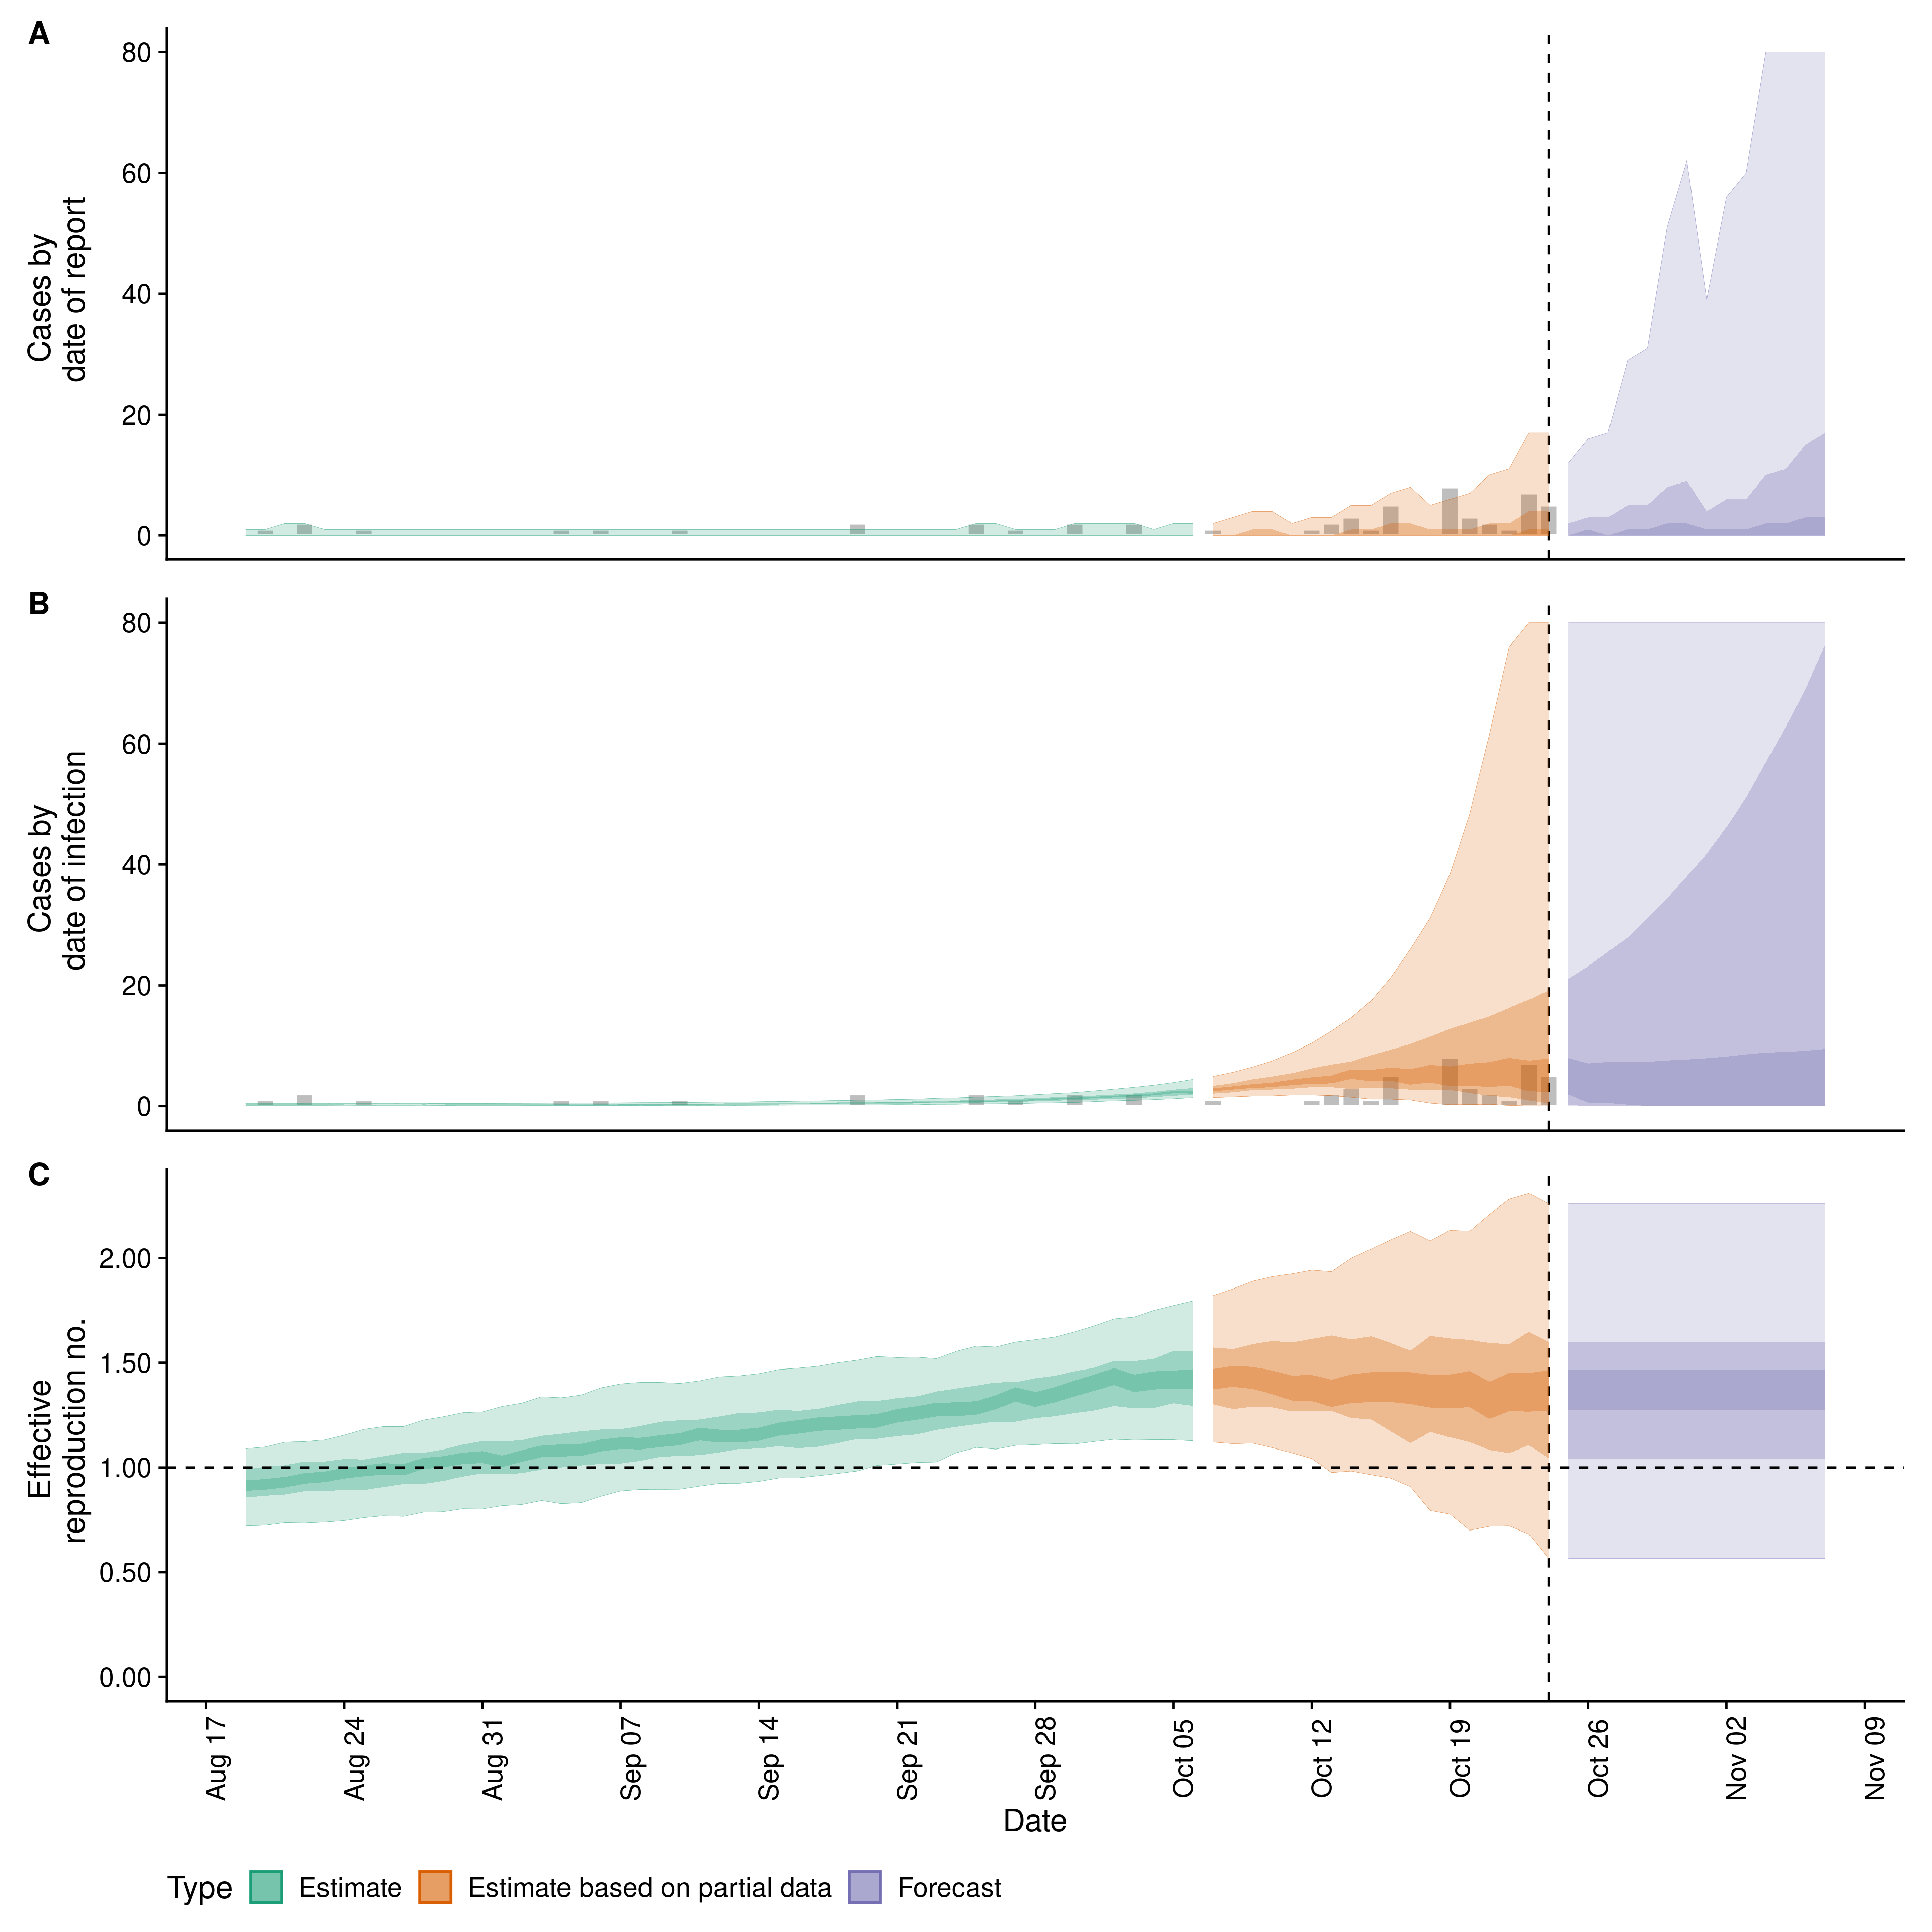 A
80
60
40
20
0
Cases by
date of report
B
80
60
40
20
0
Cases by
date of infection
C
2.00
1.50
1.00
0.50
0.00
Effective
reproduction no.
Aug 17
Aug 24
Aug 31
Sep 07
Sep 14
Sep 21
Sep 28
Oct 05
Oct 12
Oct 19
Oct 26
Nov 02
Nov 09
Date
Type Estimate Estimate based on partial data Forecast